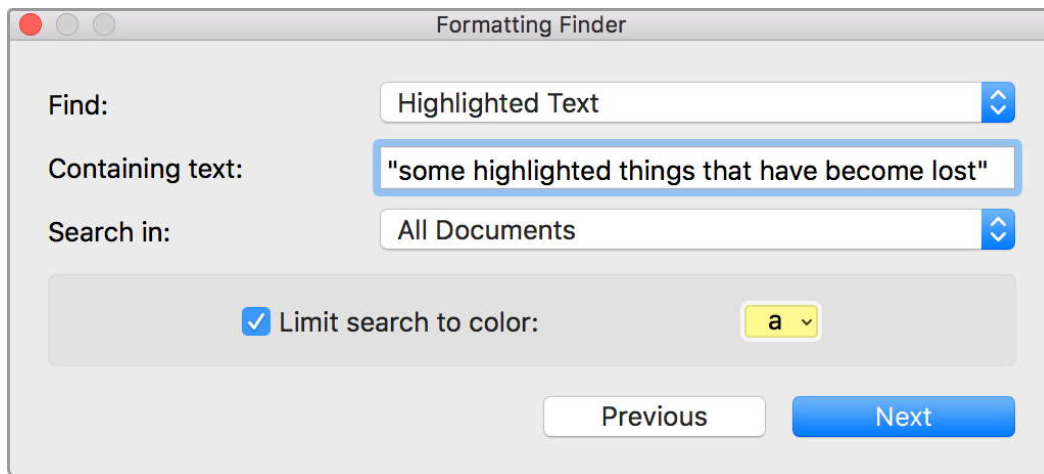 Formatting Finder
Find: Highlighted Text
Containing text: "some highlighted things that have become lost"
Search in: All Documents
Limit search to color: a
Previous Next